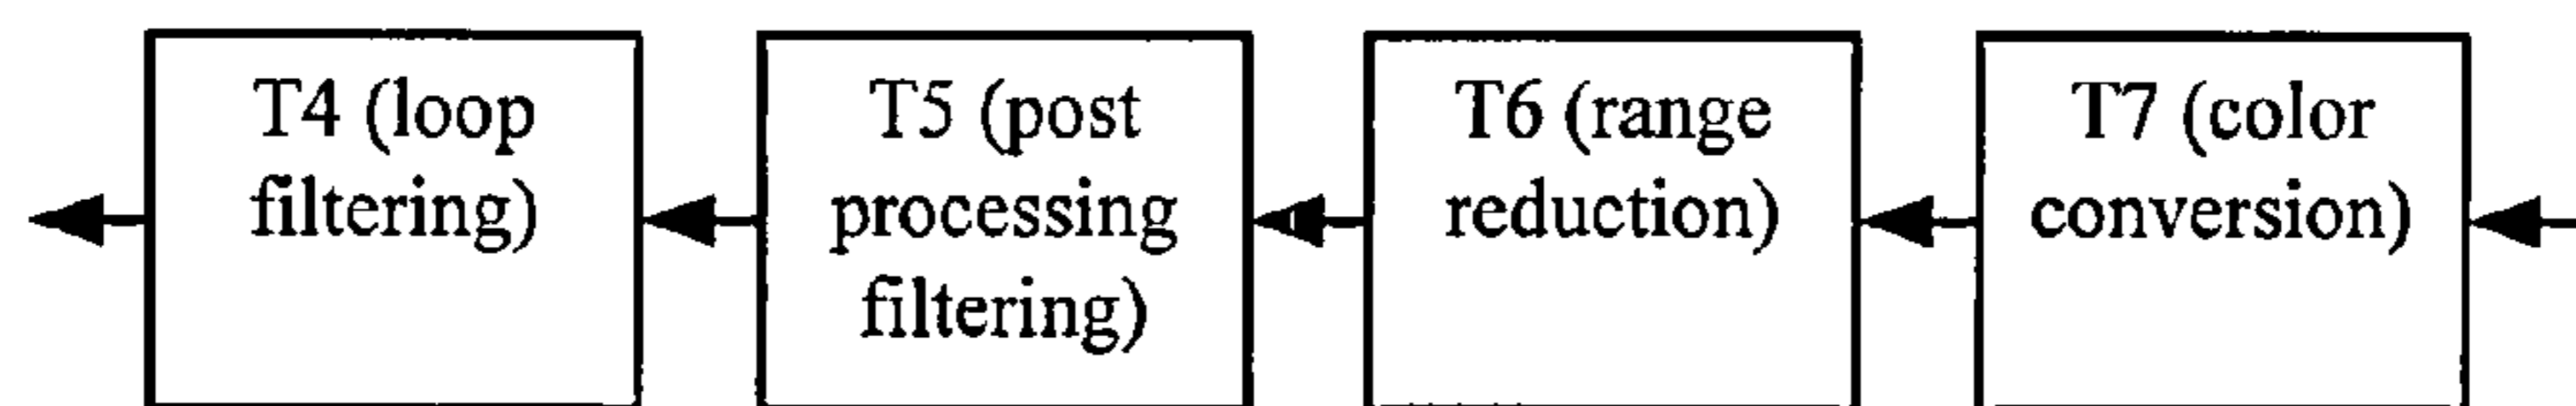 T4 (loop
filtering)
T5 (post
processing
filtering)
T6 (range
reduction)
T7 (color
conversion)